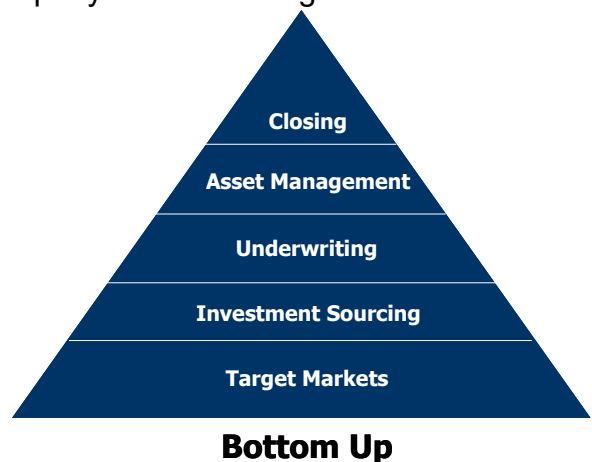 Closing
Asset Management
Underwriting
Investment Sourcing
Target Markets
Bottom Up